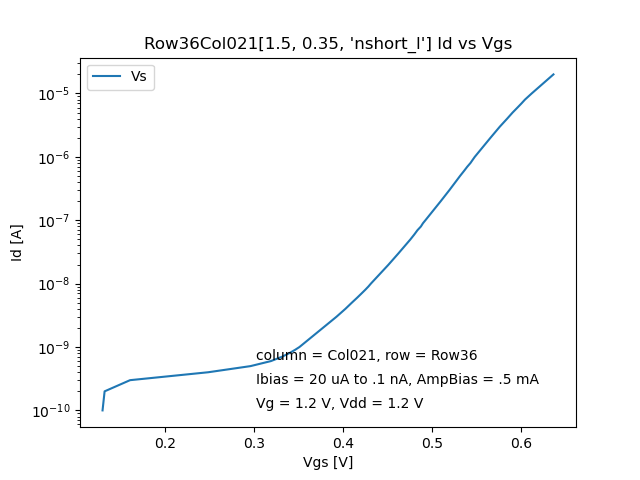 Row36Col021[1.5, 0.35, 'nshort_l'] Id vs Vgs
Vs
10⁻⁵
10⁻⁶
10⁻⁷
10⁻⁸
10⁻⁹
10⁻¹⁰
Id [A]
column = Col021, row = Row36
Ibias = 20 uA to .1 nA, AmpBias = .5 mA
Vg = 1.2 V, Vdd = 1.2 V
0.2 0.3 0.4 0.5 0.6
Vgs [V]